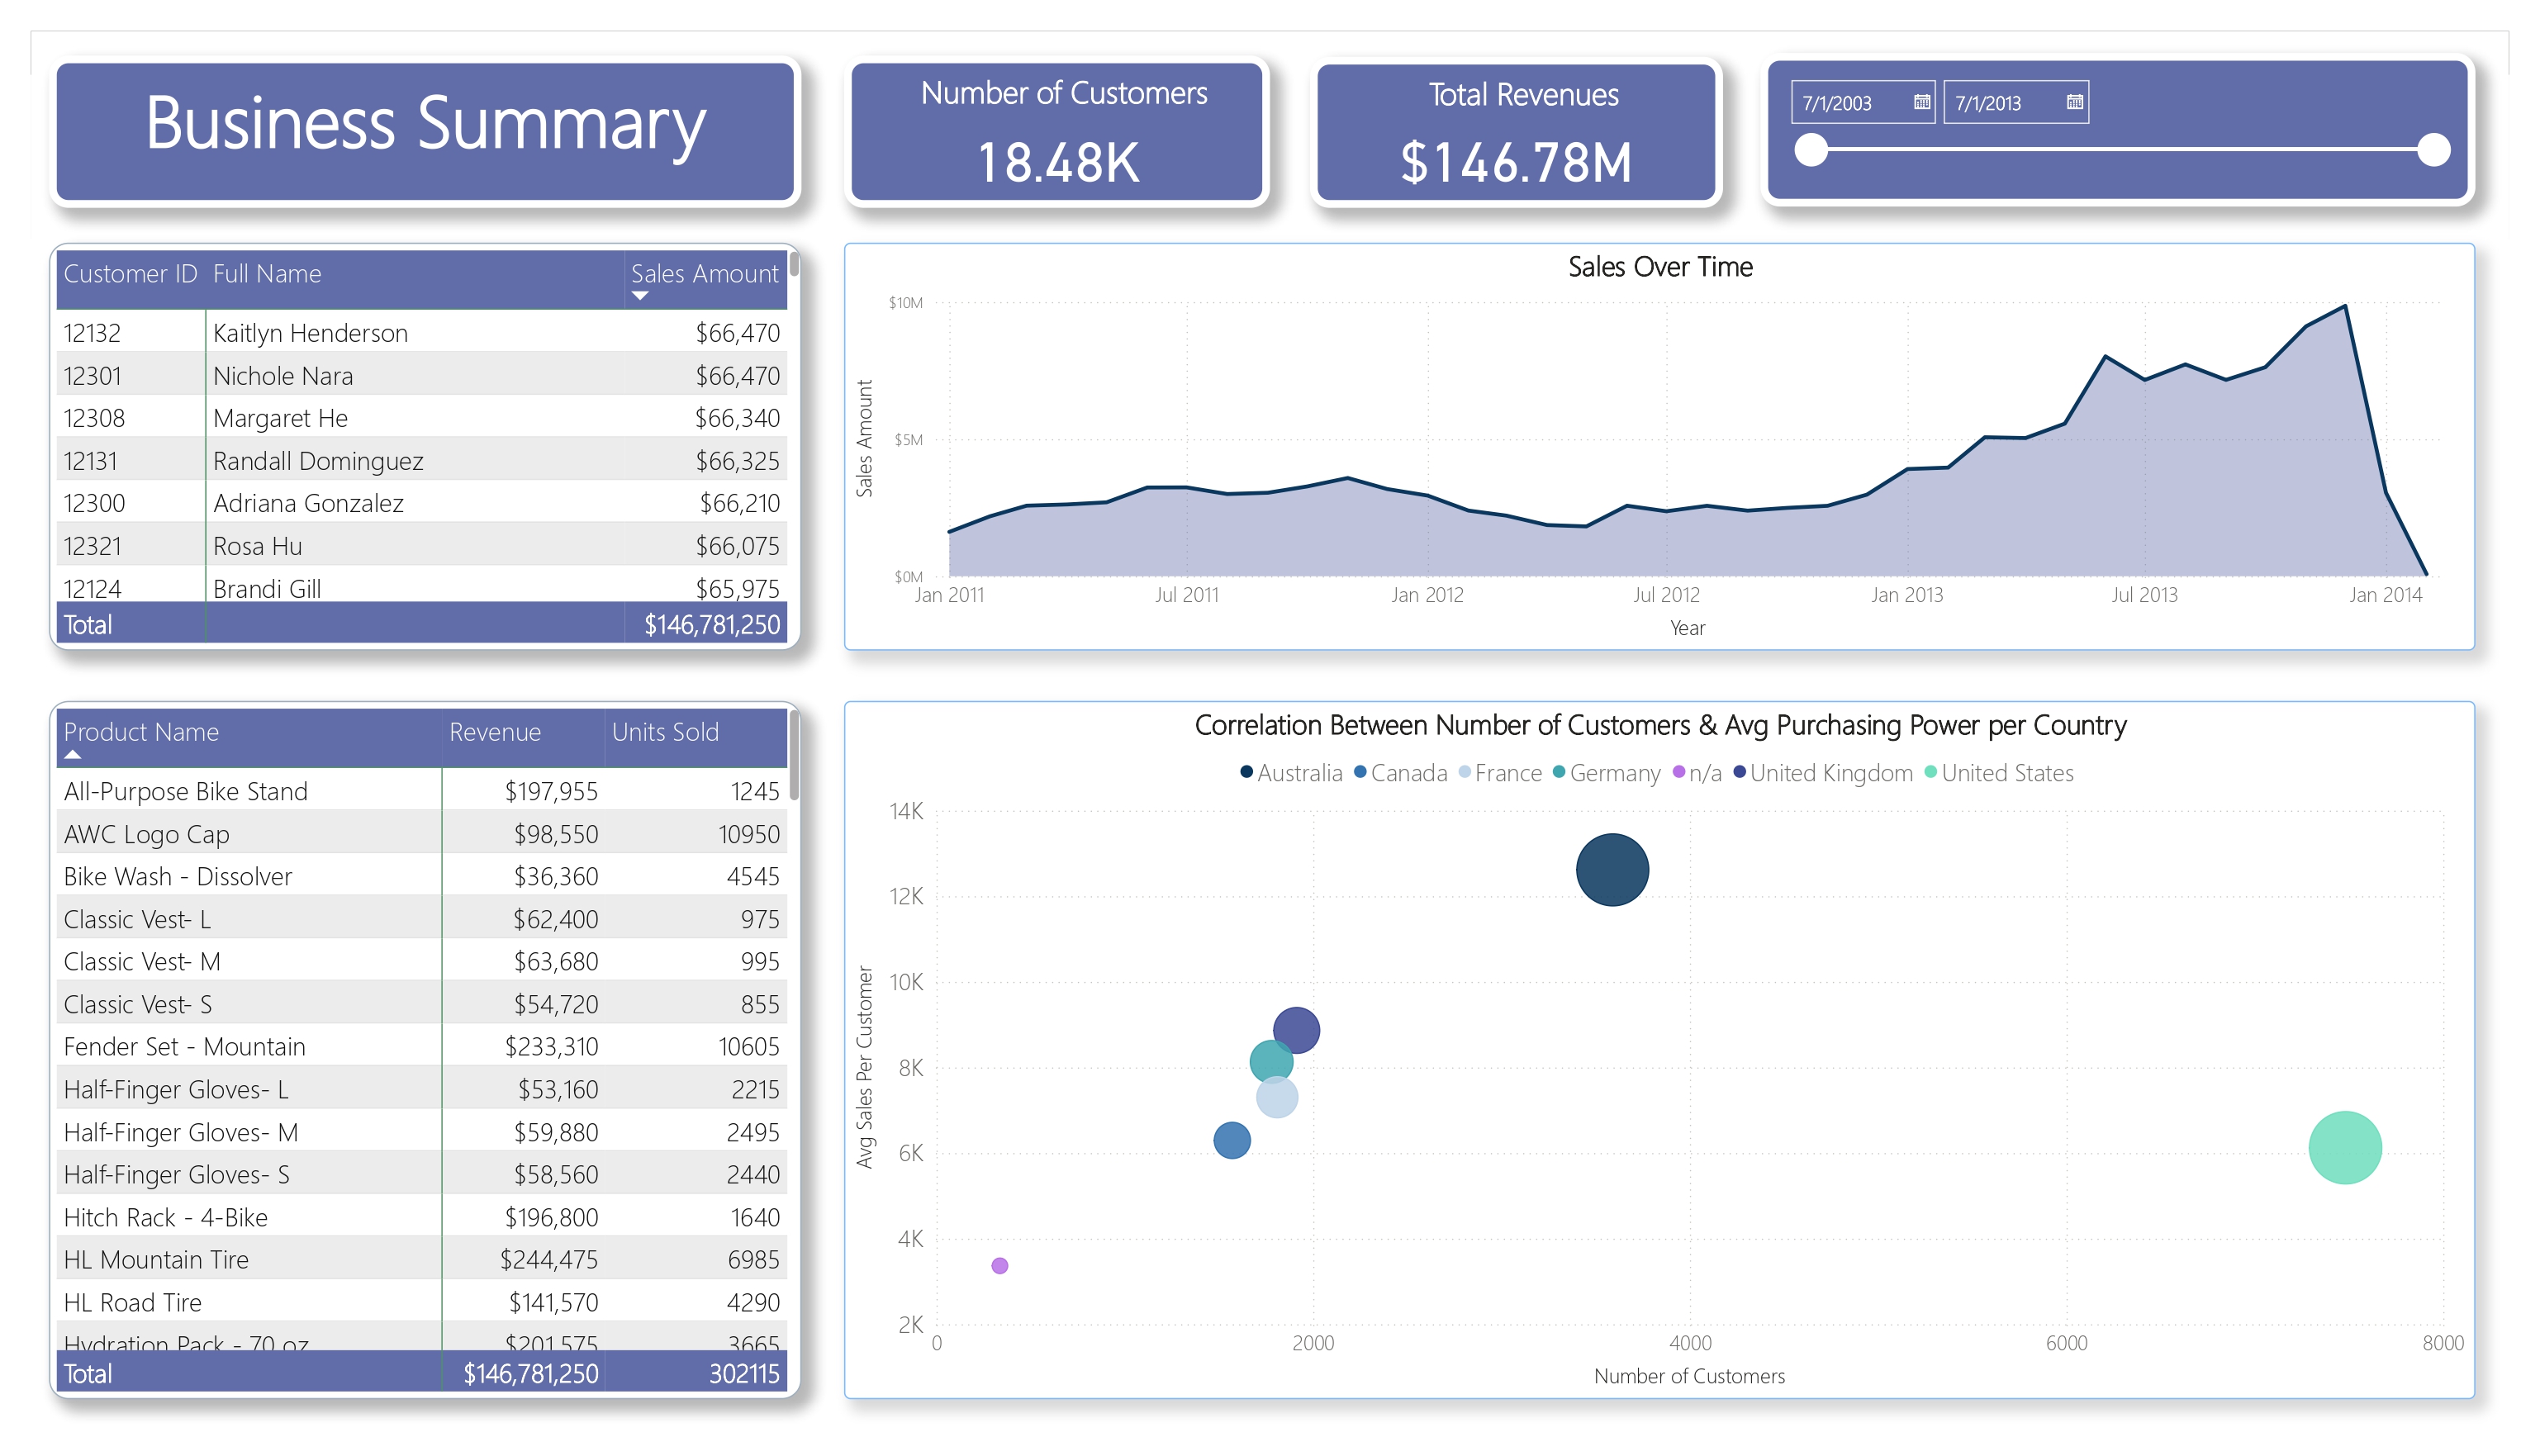 Business Summary
Number of Customers
18.48K
Total Revenues
$146.78M
7/1/2003
7/1/2013
Customer ID Full Name Sales Amount
12132 Kaitlyn Henderson $66,470
12301 Nichole Nara $66,470
12308 Margaret He $66,340
12131 Randall Dominguez $66,325
12300 Adriana Gonzalez $66,210
12321 Rosa Hu $66,075
12124 Brandi Gill $65,975
Total $146,781,250
Sales Over Time
Sales Amount
$10M
$5M
$0M
Jan 2011 Jul 2011 Jan 2012 Jul 2012 Jan 2013 Jul 2013 Jan 2014
Year
Product Name Revenue Units Sold
All-Purpose Bike Stand $197,955 1245
AWC Logo Cap $98,550 10950
Bike Wash - Dissolver $36,360 4545
Classic Vest- L $62,400 975
Classic Vest- M $63,680 995
Classic Vest- S $54,720 855
Fender Set - Mountain $233,310 10605
Half-Finger Gloves- L $53,160 2215
Half-Finger Gloves- M $59,880 2495
Half-Finger Gloves- S $58,560 2440
Hitch Rack - 4-Bike $196,800 1640
HL Mountain Tire $244,475 6985
HL Road Tire $141,570 4290
Hydration Pack - 70 oz $201,575 3665
Total $146,781,250 302115
Correlation Between Number of Customers & Avg Purchasing Power per Country
Australia Canada France Germany n/a United Kingdom United States
Avg Sales Per Customer
14K
12K
10K
8K
6K
4K
2K
0 2000 4000 6000 8000
Number of Customers